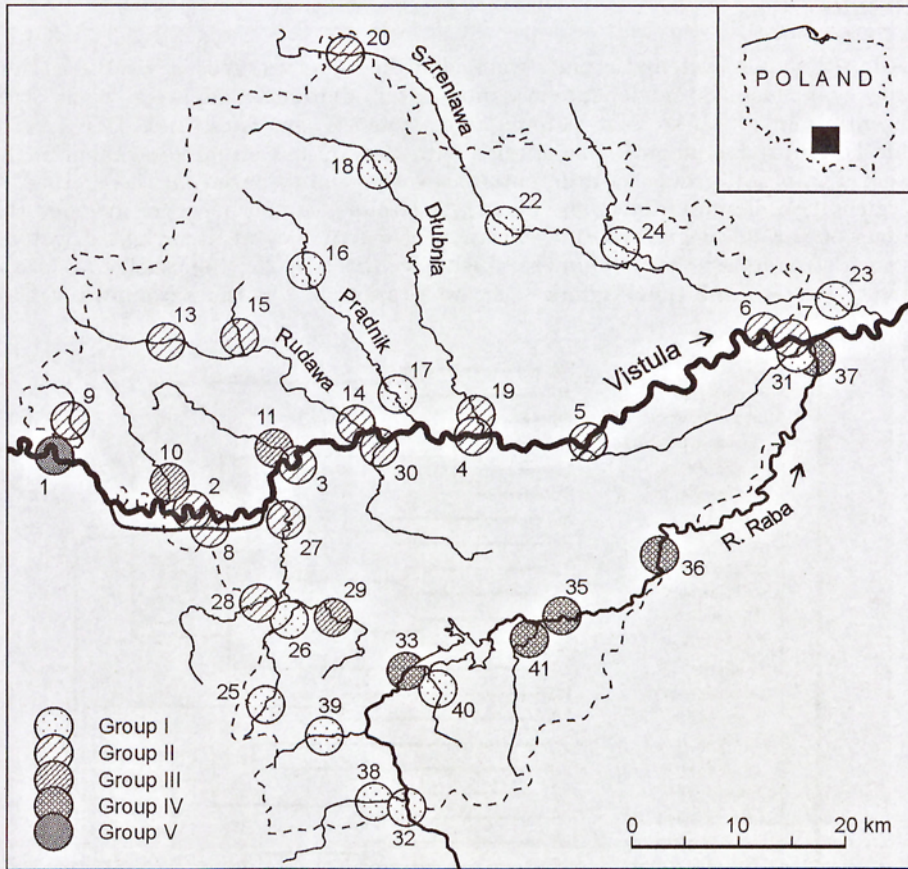 POLAND
20
Szreniawa
18
Dłubnia
22
24
16
23
13
15
Prądnik
6
7
Rudawa
Vistula →
17
31
37
9
14
19
11
5
1
10
2
3
30
4
R. Raba →
8
27
36
28
29
35
26
33
41
25
40
39
38
32
Group I
Group II
Group III
Group IV
Group V
0 10 20 km